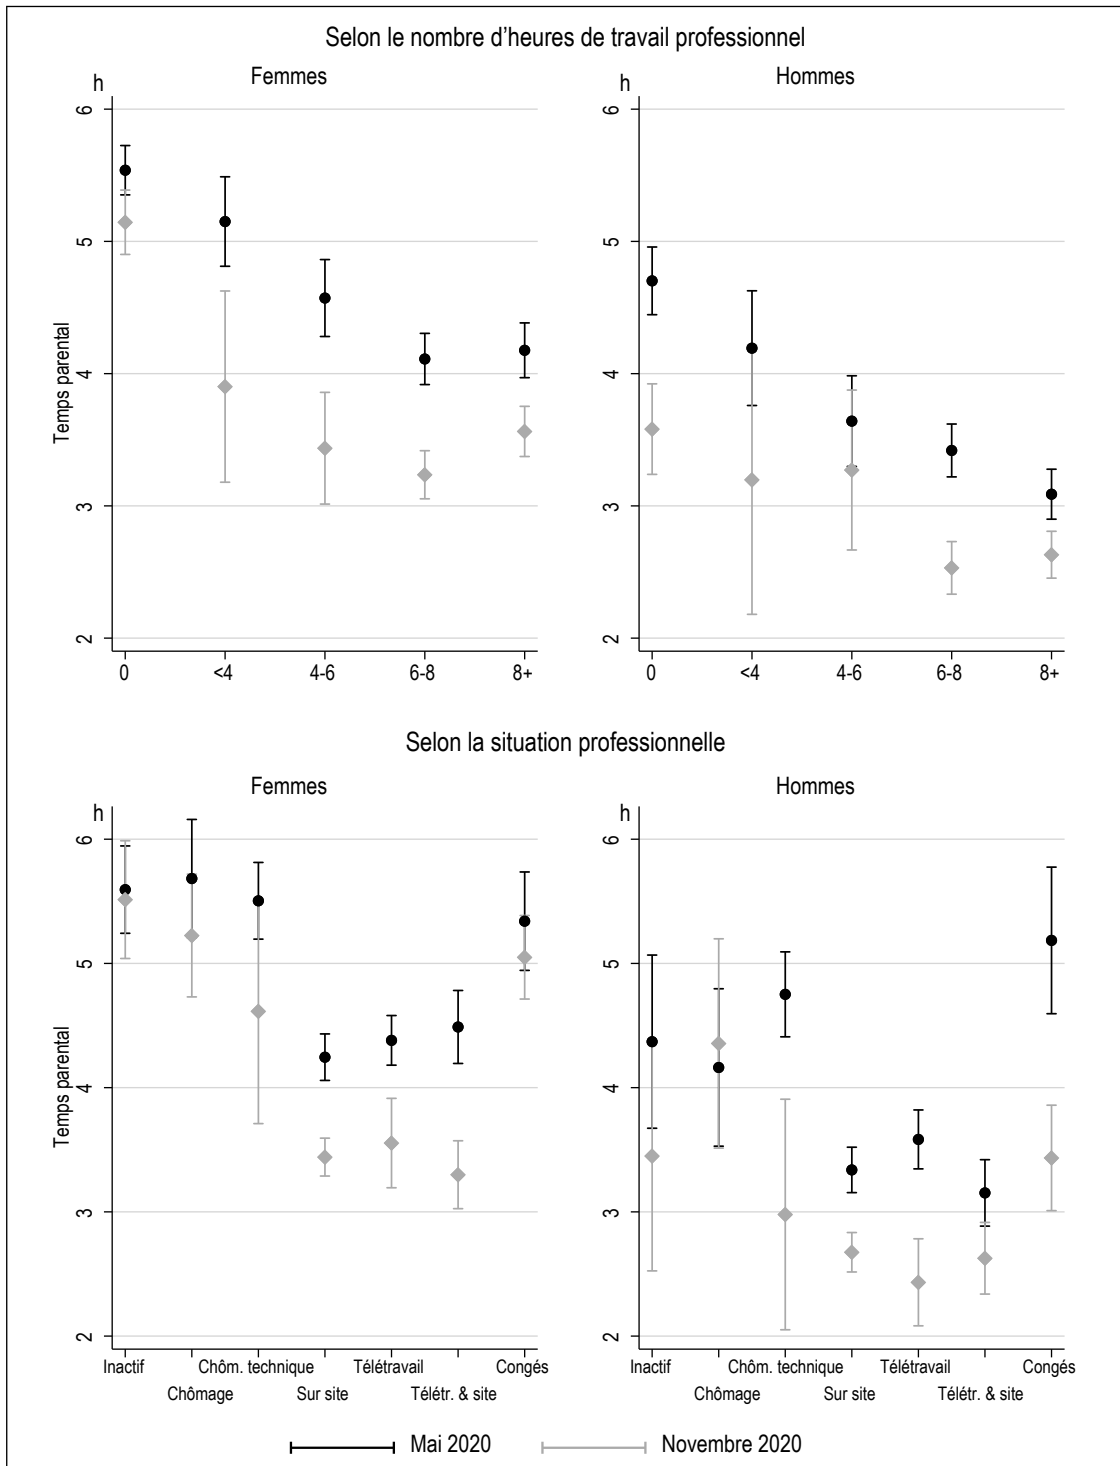 Selon le nombre d’heures de travail professionnel
Femmes
Hommes
h
h
6
5
4
3
2
Temps parental
6
5
4
3
2
0 <4 4-6 6-8 8+
0 <4 4-6 6-8 8+
Selon la situation professionnelle
Femmes
Hommes
h
h
6
5
4
3
2
Temps parental
6
5
4
3
2
Inactif Chôm. technique Télétravail Congés
Chômage Sur site Télétr. & site
Inactif Chôm. technique Télétravail Congés
Chômage Sur site Télétr. & site
Mai 2020 Novembre 2020